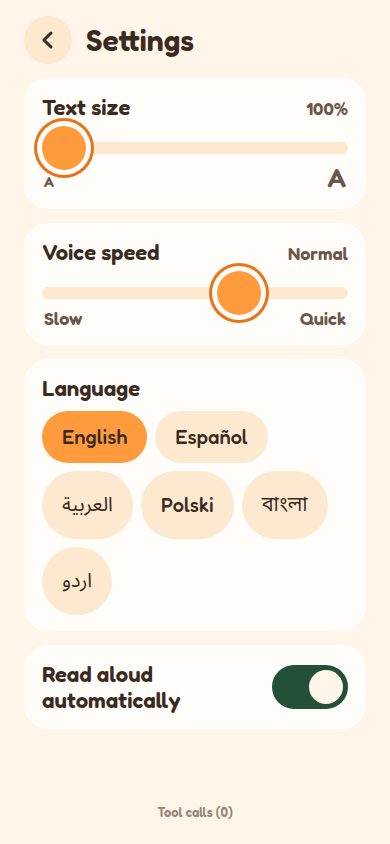 Settings
Text size 100%
A A
Voice speed Normal
Slow Quick
Language
English Español
العربية Polski বাংলা
اردو
Read aloud
automatically
Tool calls (0)